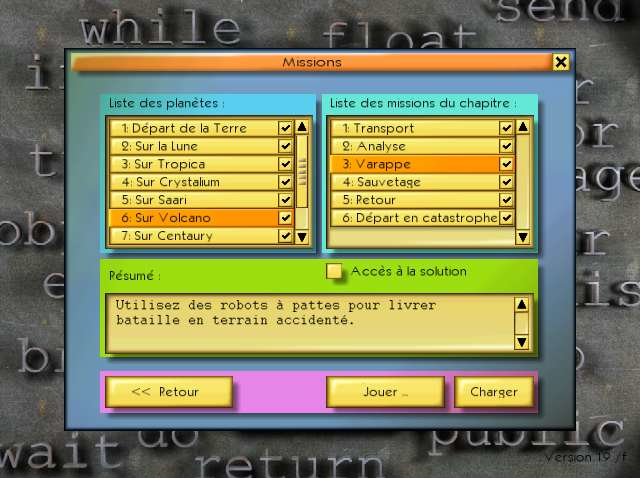 while float send
Missions
Liste des planètes :
1: Départ de la Terre
2: Sur la Lune
3: Sur Tropica
4: Sur Crystalium
5: Sur Saari
6: Sur Volcano
7: Sur Centaury
Liste des missions du chapitre :
1: Transport
2: Analyse
3: Varappe
4: Sauvetage
5: Retour
6: Départ en catastrophe
Résumé :
Accès à la solution
Utilisez des robots à pattes pour livrer
bataille en terrain accidenté.
<< Retour
Jouer ..
Charger
wait do return public
Version 1.9 /f